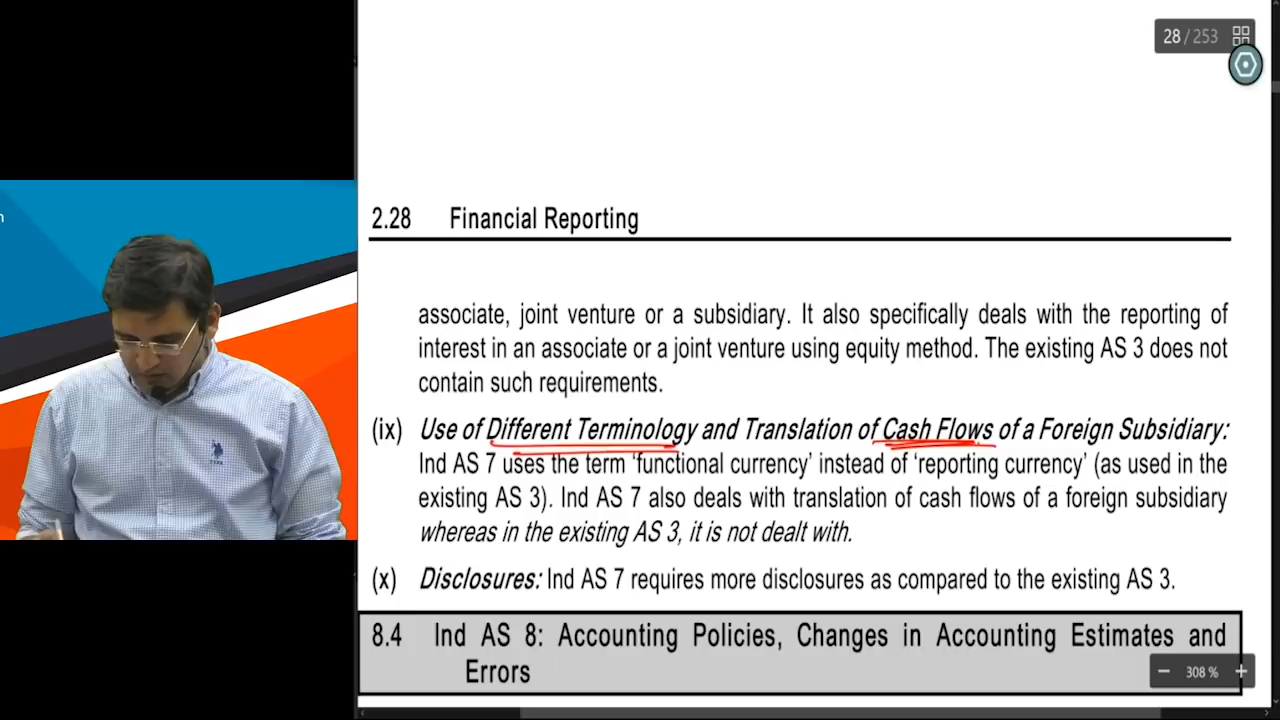 28 / 253
n
2.28 Financial Reporting
associate, joint venture or a subsidiary. It also specifically deals with the reporting of
interest in an associate or a joint venture using equity method. The existing AS 3 does not
contain such requirements.
(ix) Use of Different Terminology and Translation of Cash Flows of a Foreign Subsidiary:
Ind AS 7 uses the term ‘functional currency’ instead of ‘reporting currency’ (as used in the
existing AS 3). Ind AS 7 also deals with translation of cash flows of a foreign subsidiary
whereas in the existing AS 3, it is not dealt with.
(x) Disclosures: Ind AS 7 requires more disclosures as compared to the existing AS 3.
8.4 Ind AS 8: Accounting Policies, Changes in Accounting Estimates and
Errors
308 %